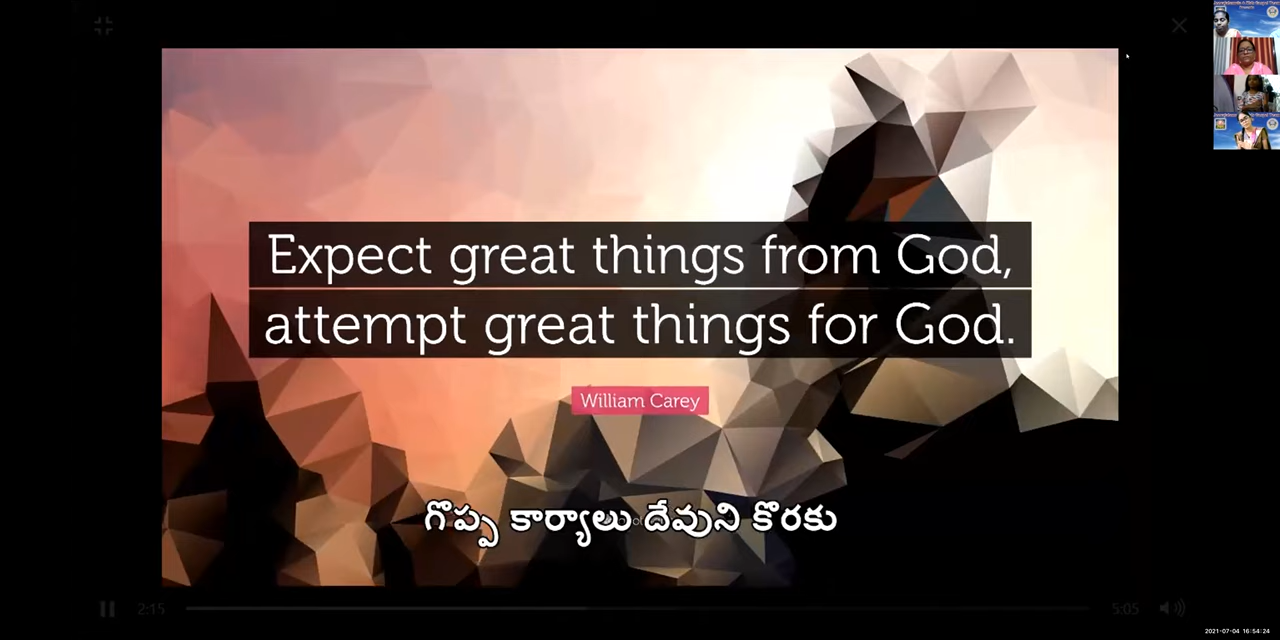 Expect great things from God,
attempt great things for God.
William Carey
గొప్ప కార్యాలు దేవుని కొరకు
2:15
5:05
2021-07-04 16:54:24